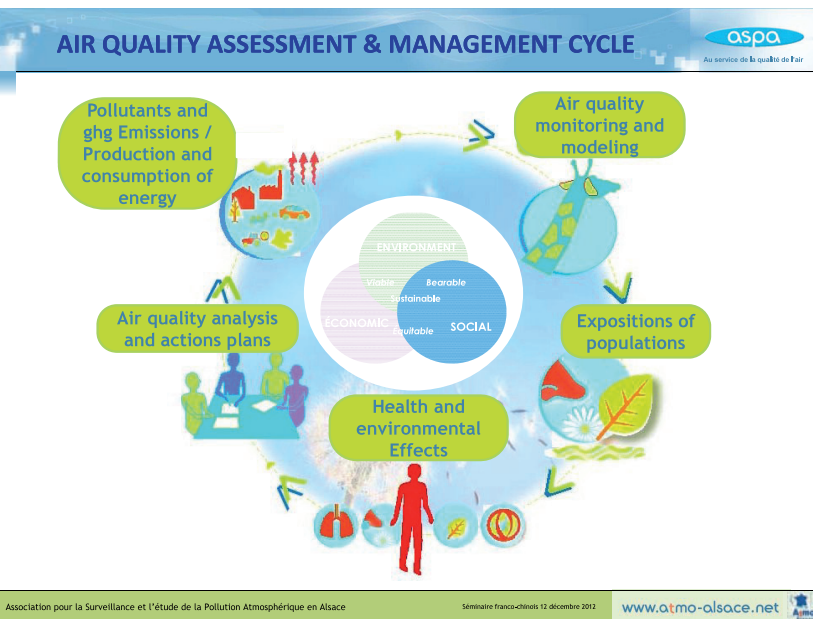 AIR QUALITY ASSESSMENT & MANAGEMENT CYCLE
aspa
Au service de la qualité de l'air
Pollutants and
ghg Emissions /
Production and
consumption of
energy
Air quality
monitoring and
modeling
ENVIRONMENT
Viable
Bearable
Sustainable
ÉCONOMIC
Equitable
SOCIAL
Air quality analysis
and actions plans
Expositions of
populations
Health and
environmental
Effects
Association pour la Surveillance et l'étude de la Pollution Atmosphérique en Alsace
Séminaire franco-chinois 12 décembre 2012
www.atmo-alsace.net
Atmo